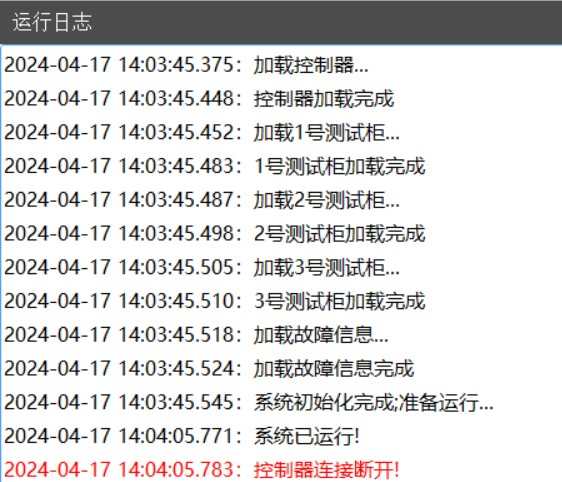 运行日志
2024-04-17 14:03:45.375：加载控制器...
2024-04-17 14:03:45.448：控制器加载完成
2024-04-17 14:03:45.452：加载1号测试柜...
2024-04-17 14:03:45.483：1号测试柜加载完成
2024-04-17 14:03:45.487：加载2号测试柜...
2024-04-17 14:03:45.498：2号测试柜加载完成
2024-04-17 14:03:45.505：加载3号测试柜...
2024-04-17 14:03:45.510：3号测试柜加载完成
2024-04-17 14:03:45.518：加载故障信息...
2024-04-17 14:03:45.524：加载故障信息完成
2024-04-17 14:03:45.545：系统初始化完成;准备运行...
2024-04-17 14:04:05.771：系统已运行!
2024-04-17 14:04:05.783：控制器连接断开!